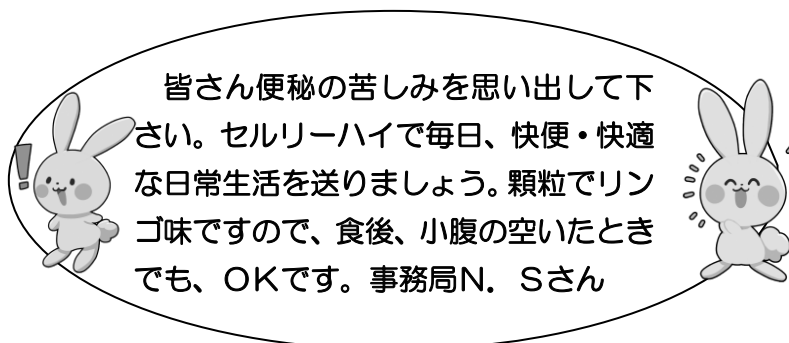 皆さん便秘の苦しみを思い出して下
さい。セルリーハイで毎日、快便・快適
な日常生活を送りましょう。顆粒でリン
ゴ味ですので、食後、小腹の空いたとき
でも、ＯＫです。事務局Ｎ．Ｓさん